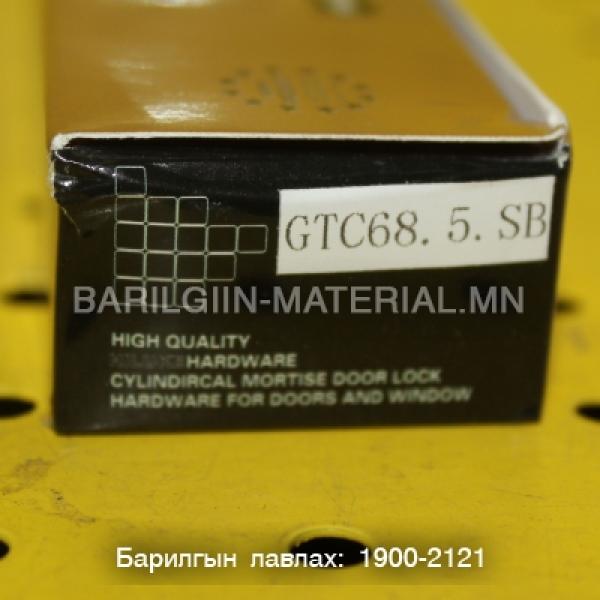 GTC68.5.SB
BARILGIIN-MATERIAL.MN
HIGH QUALITY
HARDWARE
CYLINDIRCAL MORTISE DOOR LOCK
HARDWARE FOR DOORS AND WINDOW
Барилгын лавлах: 1900-2121